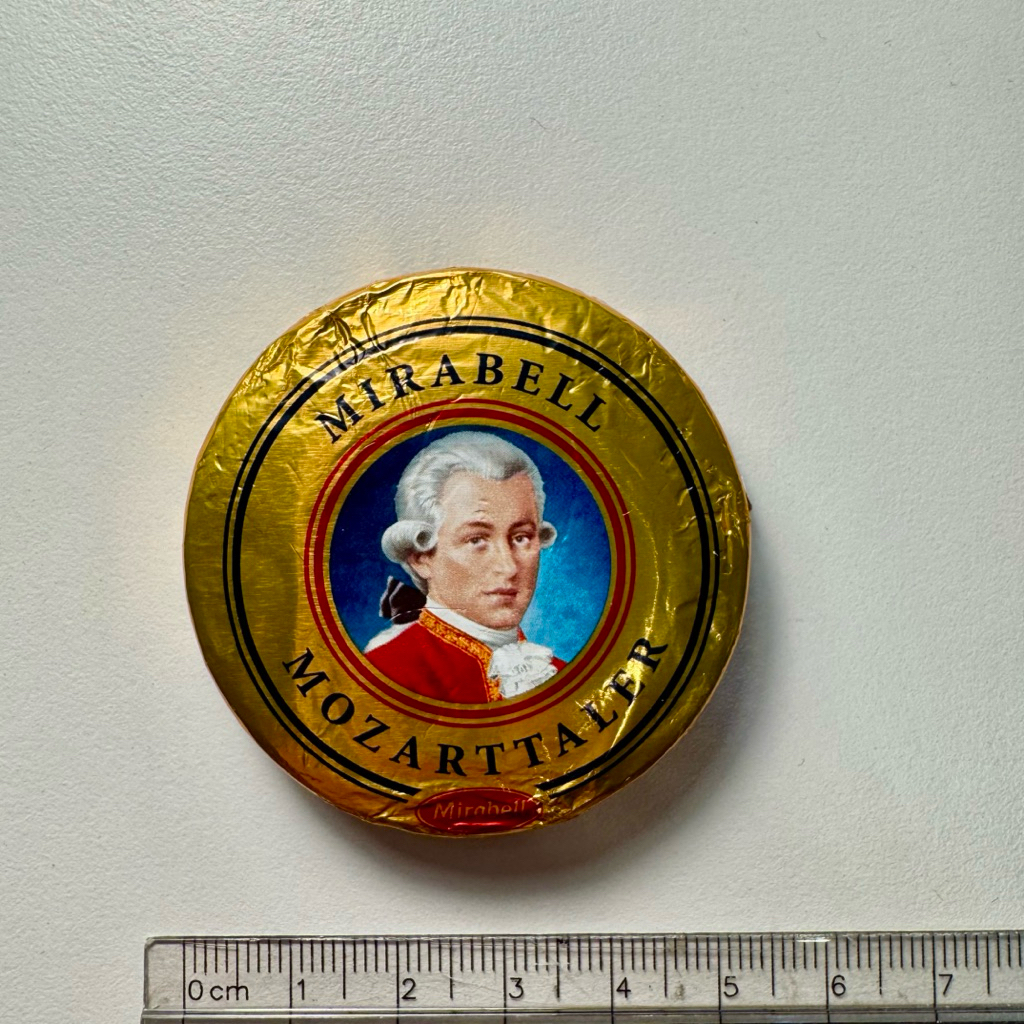 MIRABELL
MOZARTTALER
Mirabell
0 cm 1 2 3 4 5 6 7